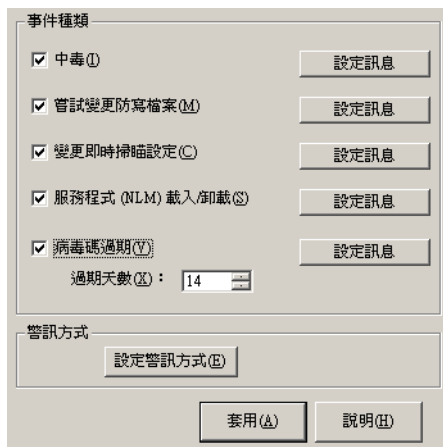 事件種類
中毒(I) 設定訊息
嘗試變更防寫檔案(M) 設定訊息
變更即時掃瞄設定(C) 設定訊息
服務程式 (NLM) 載入/卸載(S) 設定訊息
病毒碼過期(V) 設定訊息
過期天數(X)： 14
警訊方式
設定警訊方式(E)
套用(A) 說明(H)